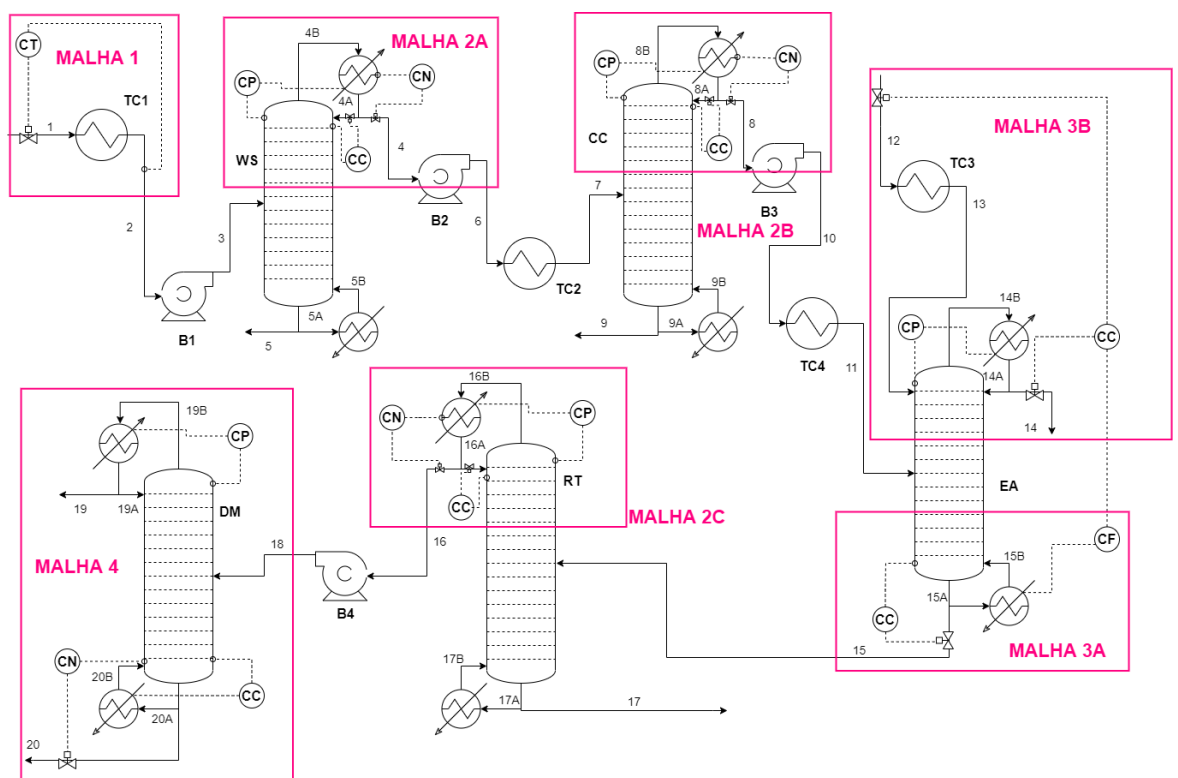 CT
MALHA 1
TC1
1
2
3
B1
4B
MALHA 2A
CP
CN
4A
WS
CC
4
B2
6
5B
5A
5
TC2
7
8B
CP
CN
8A
CC
CC
8
B3
MALHA 2B
10
9B
9
9A
TC4
11
MALHA 3B
12
TC3
13
14B
CP
CC
14A
14
EA
MALHA 3A
CF
15B
15A
CC
15
16B
CN
CP
16A
RT
CC
MALHA 2C
16
B4
17B
17A
17
19B
CP
19
19A
DM
18
MALHA 4
CN
20B
CC
20A
20